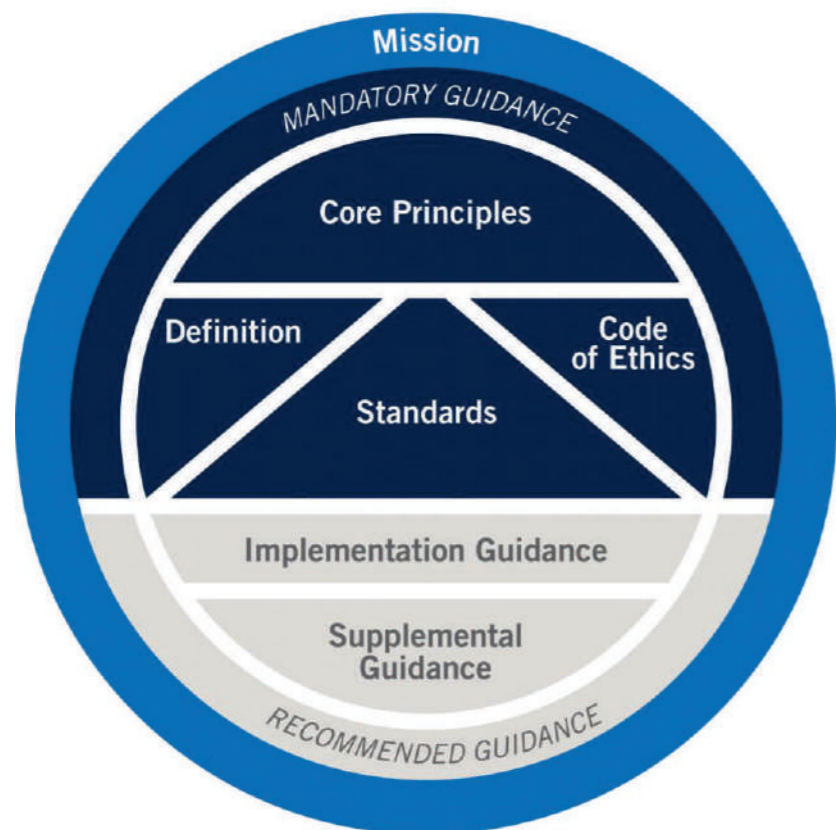 Mission
MANDATORY GUIDANCE
Core Principles
Definition
Code
of Ethics
Standards
Implementation Guidance
Supplemental
Guidance
RECOMMENDED GUIDANCE